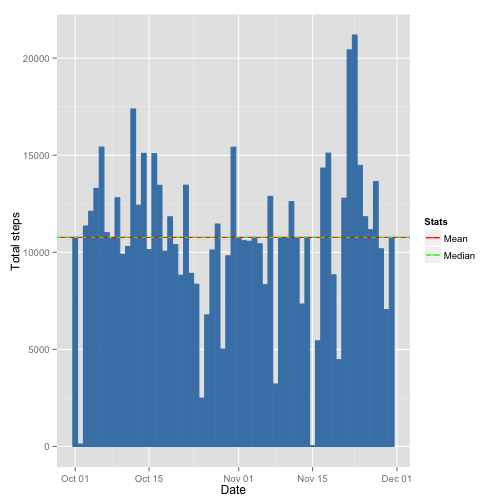 20000
15000
10000
5000
0
Total steps
Oct 01 Oct 15 Nov 01 Nov 15 Dec 01
Date
Stats
Mean
Median